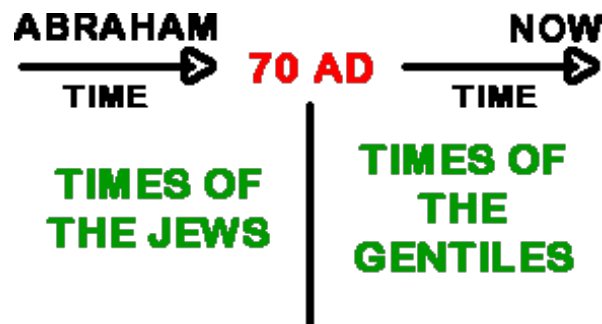 ABRAHAM
NOW
70 AD
TIME
TIME
TIMES OF
THE JEWS
TIMES OF
THE
GENTILES